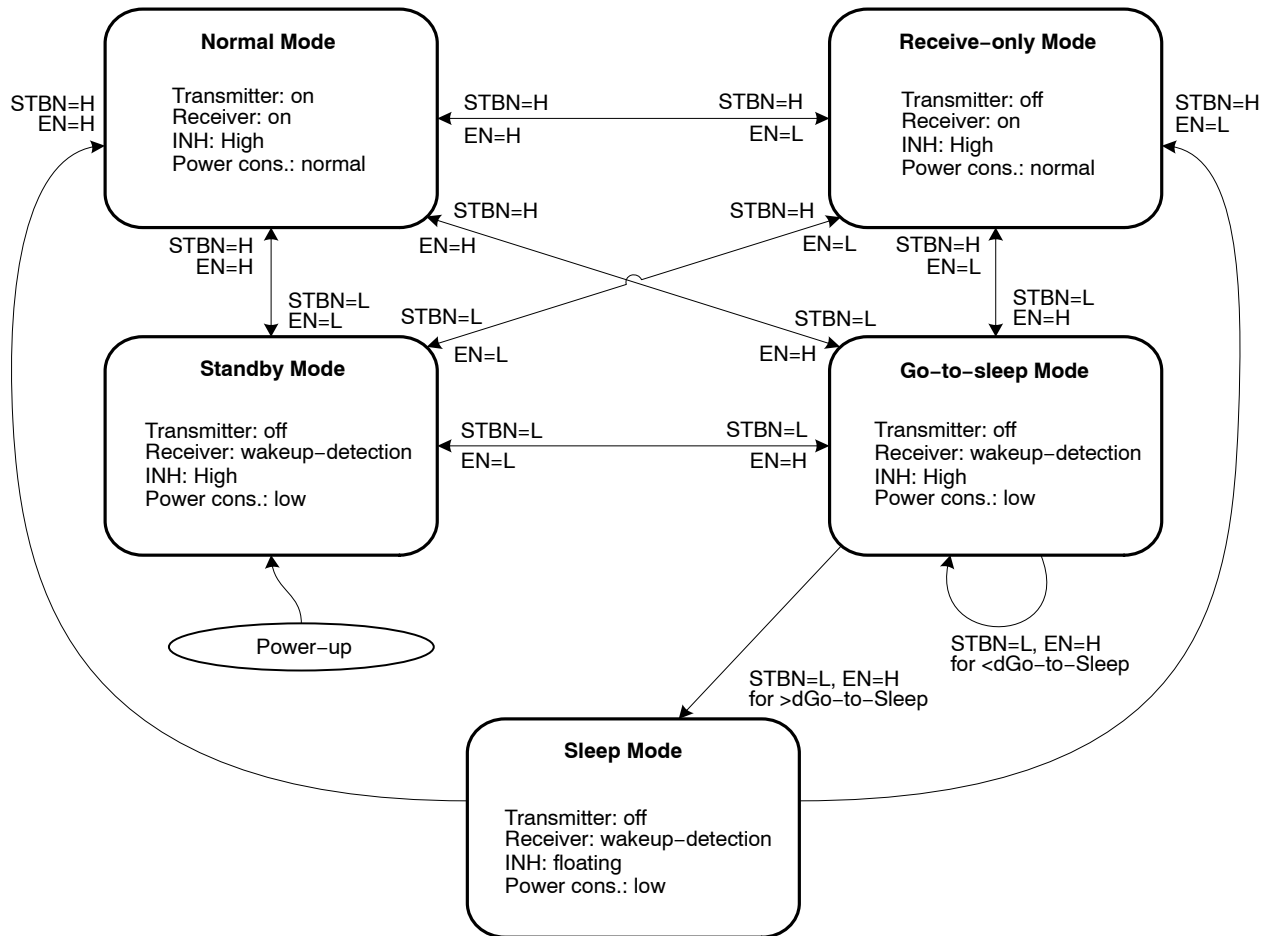 Normal Mode
Transmitter: on
Receiver: on
INH: High
Power cons.: normal
Receive−only Mode
Transmitter: off
Receiver: on
INH: High
Power cons.: normal
STBN=H
EN=H
STBN=H
EN=H
STBN=H
EN=L
STBN=H
EN=L
STBN=H
EN=H
STBN=H
EN=L
STBN=H
EN=H
STBN=L
EN=L
STBN=H
EN=L
STBN=L
EN=H
STBN=L
EN=L
STBN=L
EN=H
Standby Mode
Transmitter: off
Receiver: wakeup−detection
INH: High
Power cons.: low
STBN=L
EN=L
STBN=L
EN=H
Go−to−sleep Mode
Transmitter: off
Receiver: wakeup−detection
INH: High
Power cons.: low
Power−up
STBN=L, EN=H
for <dGo−to−Sleep
STBN=L, EN=H
for >dGo−to−Sleep
Sleep Mode
Transmitter: off
Receiver: wakeup−detection
INH: floating
Power cons.: low